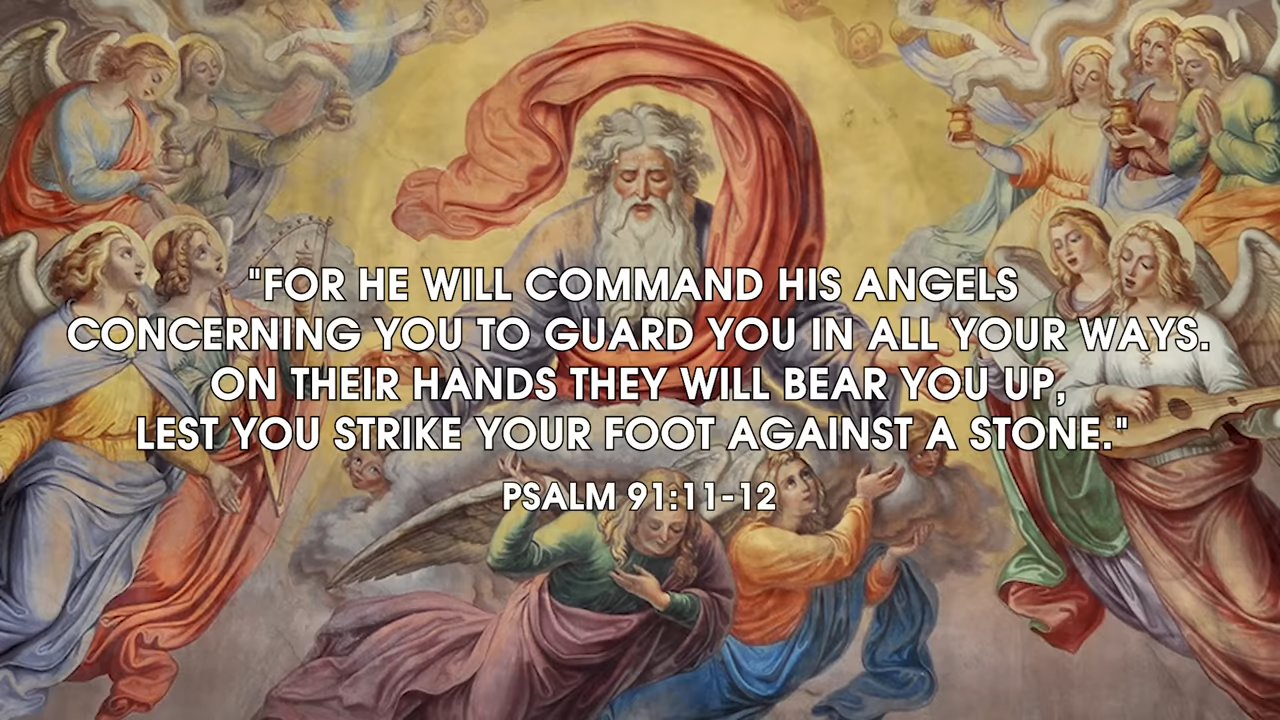 "FOR HE WILL COMMAND HIS ANGELS
CONCERNING YOU TO GUARD YOU IN ALL YOUR WAYS.
ON THEIR HANDS THEY WILL BEAR YOU UP,
LEST YOU STRIKE YOUR FOOT AGAINST A STONE."
PSALM 91:11-12